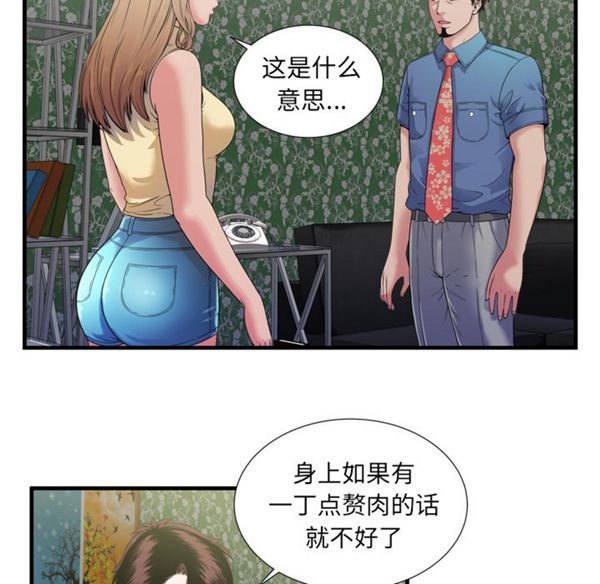 这是什么
意思...
身上如果有
一丁点赘肉的话
就不好了